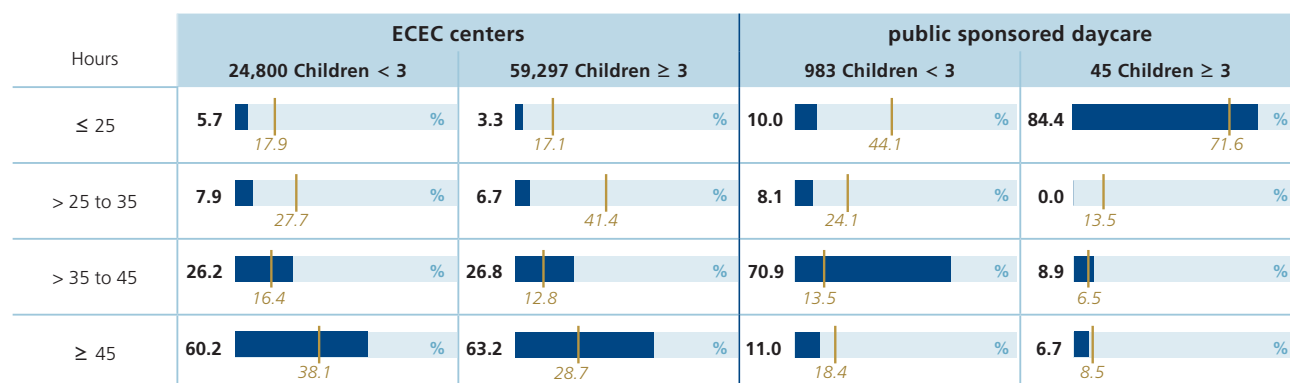 ECEC centers public sponsored daycare
Hours
24,800 Children < 3 59,297 Children ≥ 3 983 Children < 3 45 Children ≥ 3
≤ 25 5.7 % 3.3 % 10.0 % 84.4 %
17.9 17.1 44.1 71.6
> 25 to 35 7.9 % 6.7 % 8.1 % 0.0 %
27.7 41.4 24.1 13.5
> 35 to 45 26.2 % 26.8 % 70.9 % 8.9 %
16.4 12.8 13.5 6.5
≥ 45 60.2 % 63.2 % 11.0 % 6.7 %
38.1 28.7 18.4 8.5